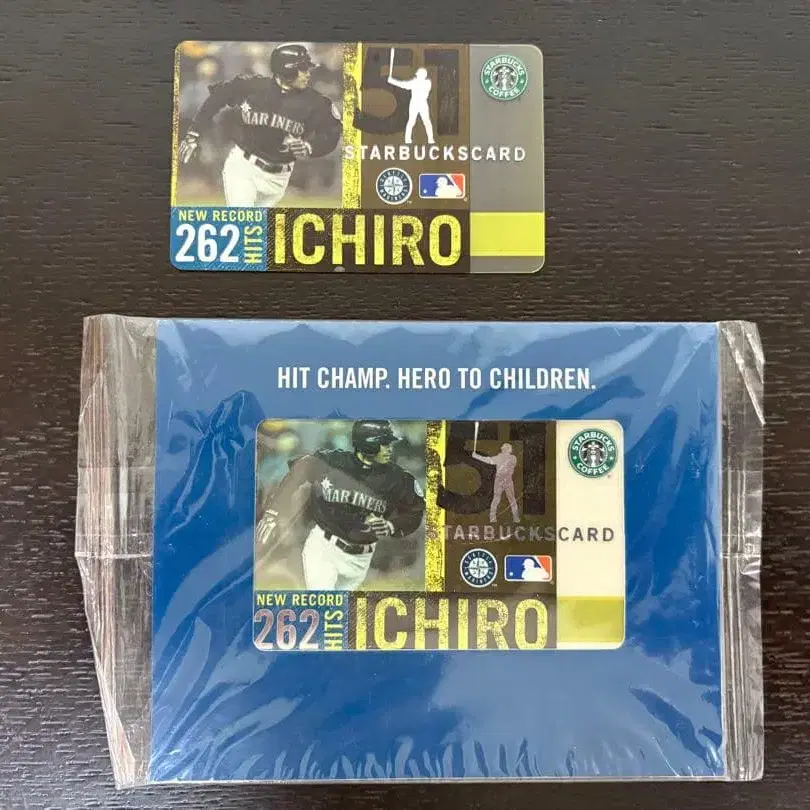 MARINERS
51
STARBUCKS
COFFEE
STARBUCKSCARD
NEW RECORD
262
HITS
ICHIRO
HIT CHAMP. HERO TO CHILDREN.
MARINERS
51
STARBUCKS
COFFEE
STARBUCKSCARD
NEW RECORD
262
HITS
ICHIRO